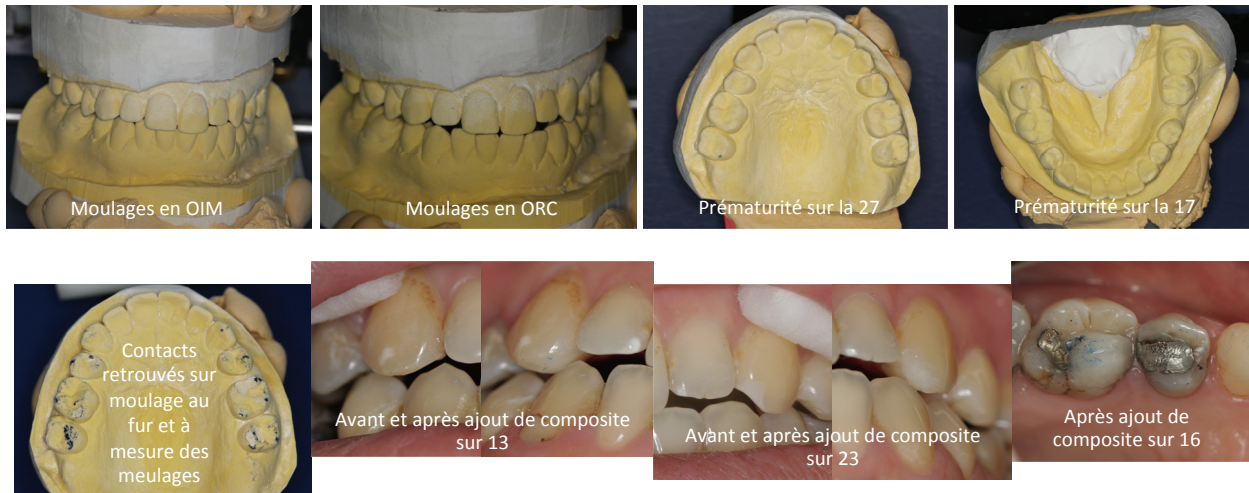 Moulages en OIM
Moulages en ORC
Prématurité sur la 27
Prématurité sur la 17
Contacts
retrouvés sur
moulage au
fur et à
mesure des
meulages
Avant et après ajout de composite
sur 13
Avant et après ajout de composite
sur 23
Après ajout de
composite sur 16